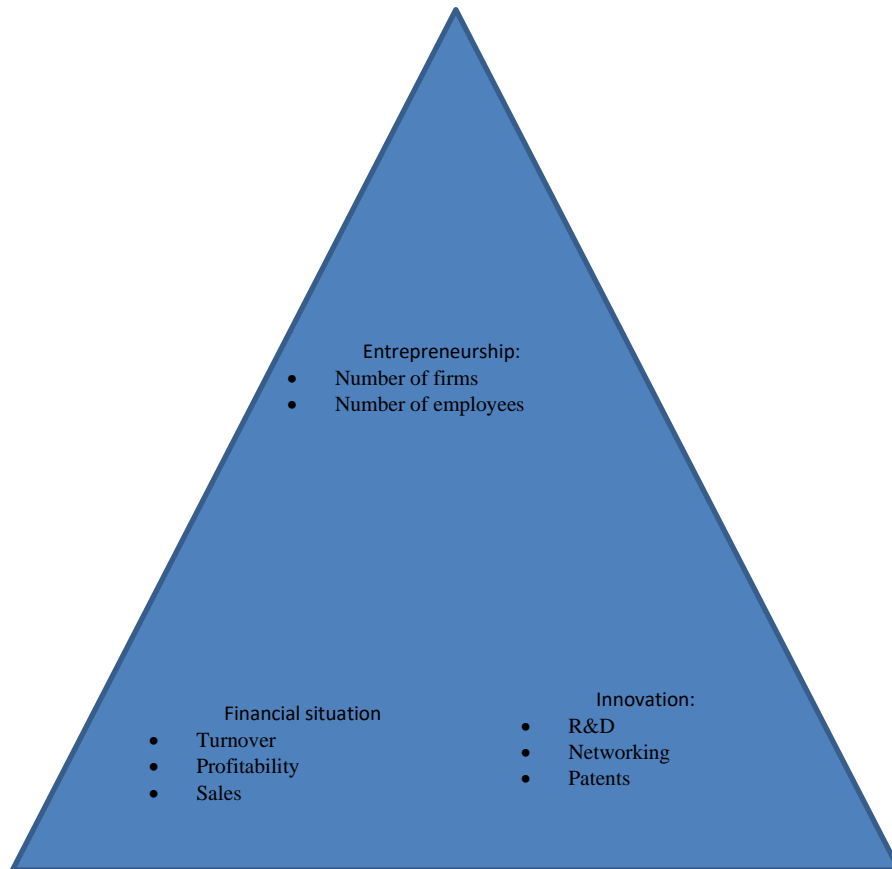 Entrepreneurship:
• Number of firms
• Number of employees
Financial situation
• Turnover
• Profitability
• Sales
Innovation:
• R&D
• Networking
• Patents